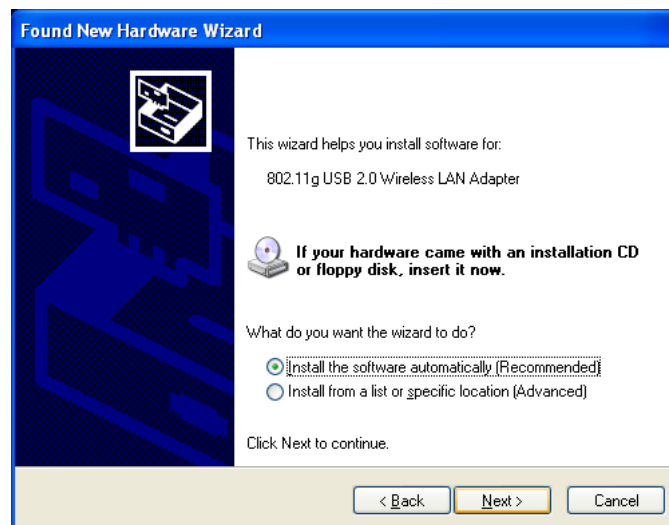 Found New Hardware Wizard
This wizard helps you install software for:
802.11g USB 2.0 Wireless LAN Adapter
If your hardware came with an installation CD
or floppy disk, insert it now.
What do you want the wizard to do?
Install the software automatically (Recommended)
Install from a list or specific location (Advanced)
Click Next to continue.
< Back Next > Cancel